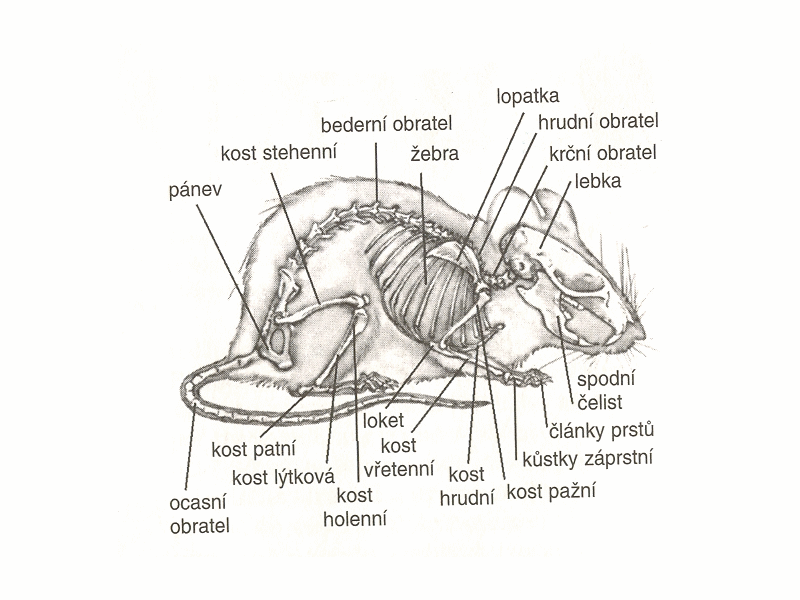 lopatka
bederní obratel
hrudní obratel
kost stehenní
žebra
krční obratel
lebka
pánev
spodní
čelist
loket
články prstů
kost patní
kost
vřetenní
kůstky záprstní
kost lýtková
kost
hrudní
kost pažní
kost
holenní
ocasní
obratel